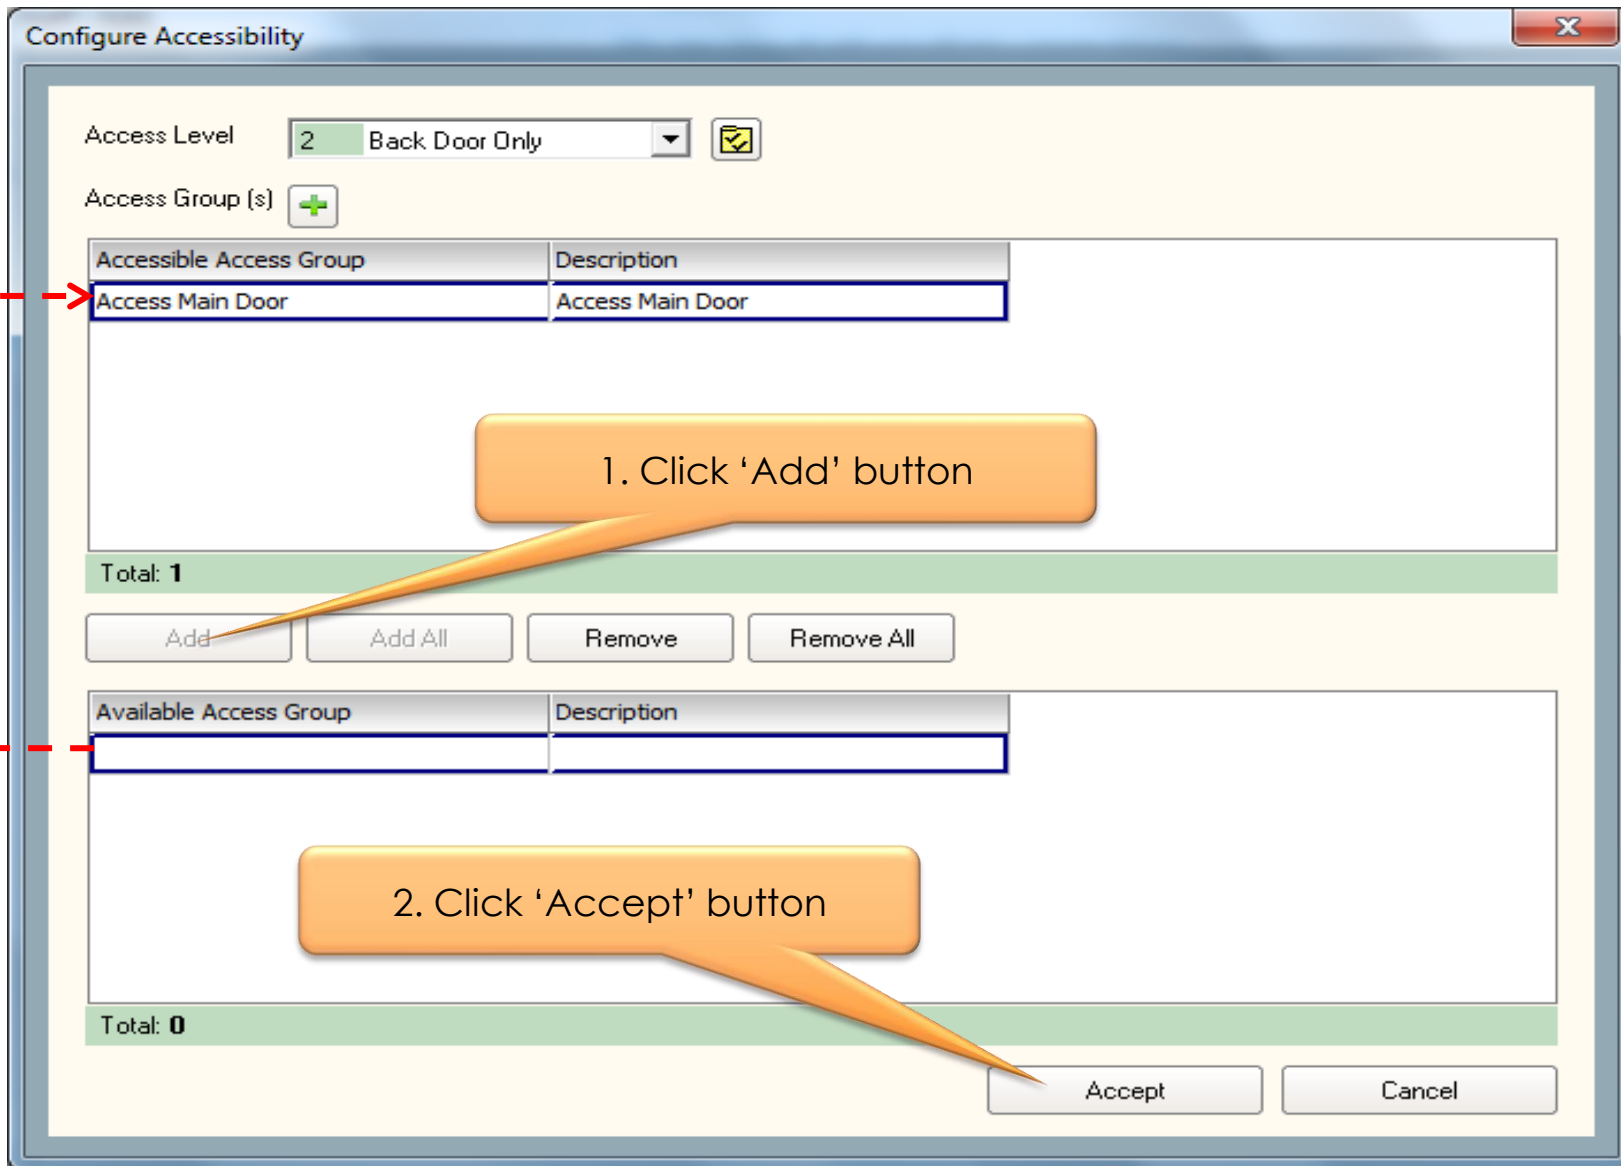 Configure Accessibility
Access Level 2 Back Door Only
Access Group (s)
Accessible Access Group Description
Access Main Door Access Main Door
1. Click ‘Add’ button
Total: 1
Add Add All Remove Remove All
Available Access Group Description
2. Click ‘Accept’ button
Total: 0
Accept Cancel